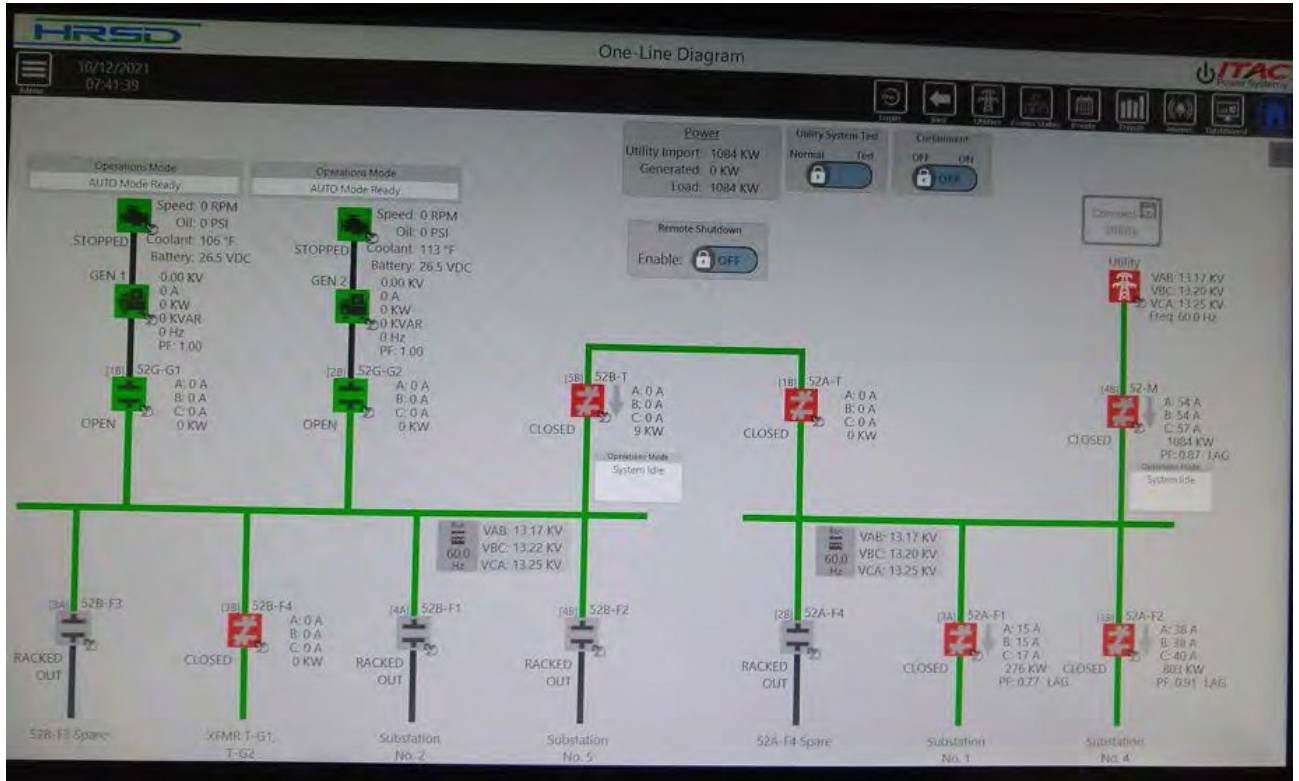 HRSD
One-Line Diagram
ITAC
Power Systems
Menu
10/12/2021
07:41:39
Power
Utility Import: 1084 KW
Generated: 0 KW
Load: 1084 KW
Utility System Test
Normal Test
Curtailment
OFF ON
OFF
Remote Shutdown
Enable: OFF
Operations Mode
AUTO Mode Ready
Speed: 0 RPM
Oil: 0 PSI
Coolant: 106 °F
Battery: 26.5 VDC
STOPPED
GEN 1
0.00 KV
0 A
0 KW
0 KVAR
0 Hz
PF: 1.00
[1B] 52G-G1
A: 0 A
B: 0 A
C: 0 A
0 KW
OPEN
Operations Mode
AUTO Mode Ready
Speed: 0 RPM
Oil: 0 PSI
Coolant: 113 °F
Battery: 26.5 VDC
STOPPED
GEN 2
0.00 KV
0 A
0 KW
0 KVAR
0 Hz
PF: 1.00
[2B] 52G-G2
A: 0 A
B: 0 A
C: 0 A
0 KW
OPEN
[5B] 52B-T
A: 0 A
B: 0 A
C: 0 A
9 KW
CLOSED
Operations Mode
System Idle
[1B] 52A-T
A: 0 A
B: 0 A
C: 0 A
0 KW
CLOSED
Utility
VAB: 13.17 KV
VBC: 13.20 KV
VCA: 13.25 KV
Freq: 60.0 Hz
[4B] 52-M
A: 54 A
B: 54 A
C: 57 A
1084 KW
PF: 0.87 LAG
CLOSED
Operations Mode
System Idle
Bus
60.0
Hz
VAB: 13.17 KV
VBC: 13.22 KV
VCA: 13.25 KV
Bus
60.0
Hz
VAB: 13.17 KV
VBC: 13.20 KV
VCA: 13.25 KV
[3A] 52B-F3
RACKED
OUT
52B-F3 Spare
[3B] 52B-F4
A: 0 A
B: 0 A
C: 0 A
0 KW
CLOSED
XFMR T-G1,
T-G2
[4A] 52B-F1
RACKED
OUT
Substation
No. 2
[4B] 52B-F2
RACKED
OUT
Substation
No. 5
[2B] 52A-F4
RACKED
OUT
52A-F4 Spare
[3A] 52A-F1
A: 15 A
B: 15 A
C: 17 A
276 KW
PF: 0.77 LAG
CLOSED
Substation
No. 1
[3B] 52A-F2
A: 38 A
B: 38 A
C: 40 A
803 KW
PF: 0.91 LAG
CLOSED
Substation
No. 4